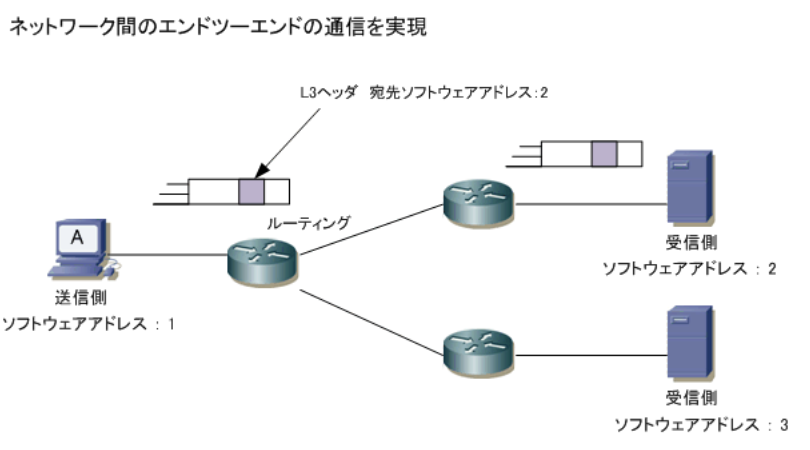 ネットワーク間のエンドツーエンドの通信を実現
L3ヘッダ 宛先ソフトウェアアドレス:2
ルーティング
A
送信側
ソフトウェアアドレス : 1
受信側
ソフトウェアアドレス : 2
受信側
ソフトウェアアドレス : 3